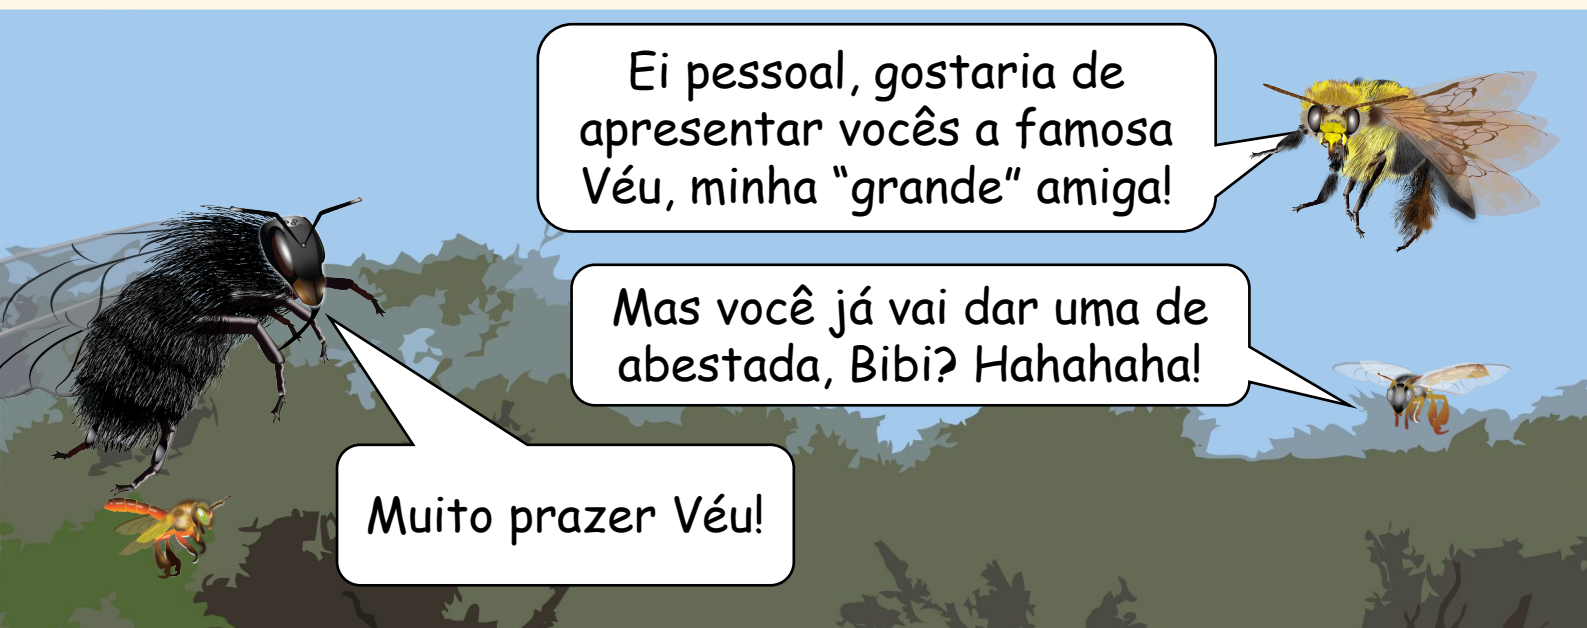 Ei pessoal, gostaria de
apresentar vocês a famosa
Véu, minha “grande” amiga!
Mas você já vai dar uma de
abestada, Bibi? Hahahaha!
Muito prazer Véu!